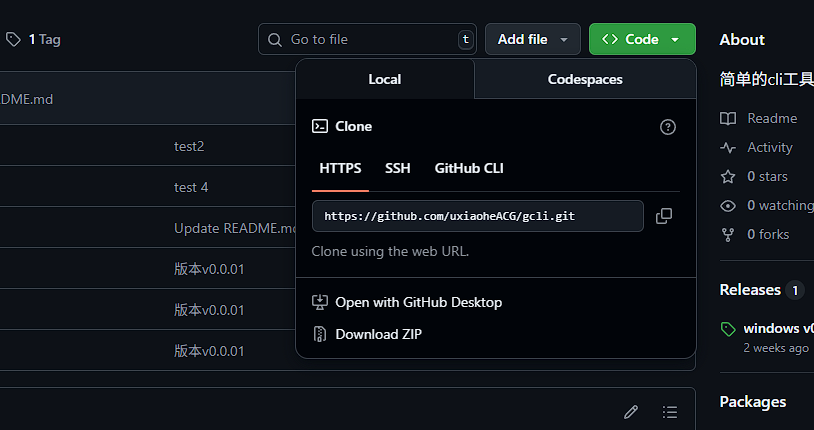 1 Tag
Go to file
t
Add file
Code
About
Local
Codespaces
简单的cli工具
DME.md
Clone
Readme
test2
Activity
HTTPS
SSH
GitHub CLI
0 stars
test 4
https://github.com/uxiaoheACG/gcli.git
0 watching
Update README.md
0 forks
Clone using the web URL.
版本v0.0.01
Releases 1
Open with GitHub Desktop
版本v0.0.01
windows v0
Download ZIP
2 weeks ago
版本v0.0.01
Packages